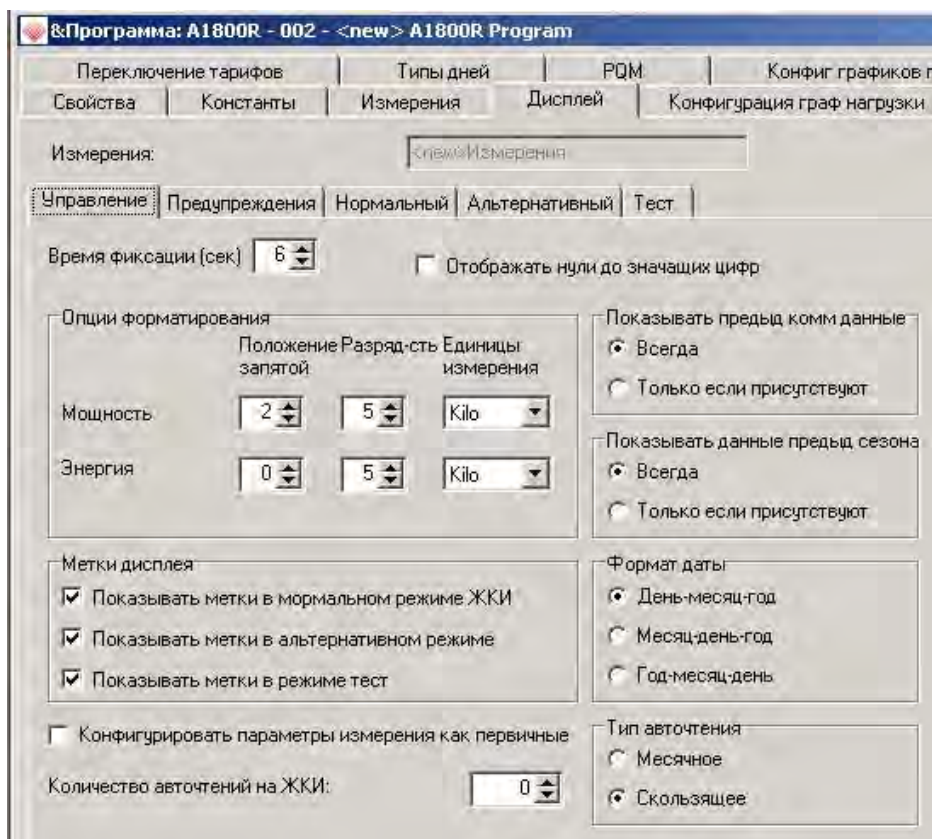 &Программа: A1800R - 002 - <new> A1800R Program
Переключение тарифов Типы дней PQM Конфиг графиков
Свойства Константы Измерения Дисплей Конфигурация граф нагрузки
Измерения: <new>Измерения
Управление Предупреждения Нормальный Альтернативный Тест
Время фиксации (сек) 6 Отображать нули до значащих цифр
Опции форматирования
Положение запятой Разряд-сть Единицы измерения
Мощность 2 5 Kilo
Энергия 0 5 Kilo
Показывать предыд комм данные
Всегда
Только если присутствуют
Показывать данные предыд сезона
Всегда
Только если присутствуют
Метки дисплея
Показывать метки в мормальном режиме ЖКИ
Показывать метки в альтернативном режиме
Показывать метки в режиме тест
Формат даты
День-месяц-год
Месяц-день-год
Год-месяц-день
Конфигурировать параметры измерения как первичные
Количество авточтений на ЖКИ: 0
Тип авточтения
Месячное
Скользящее